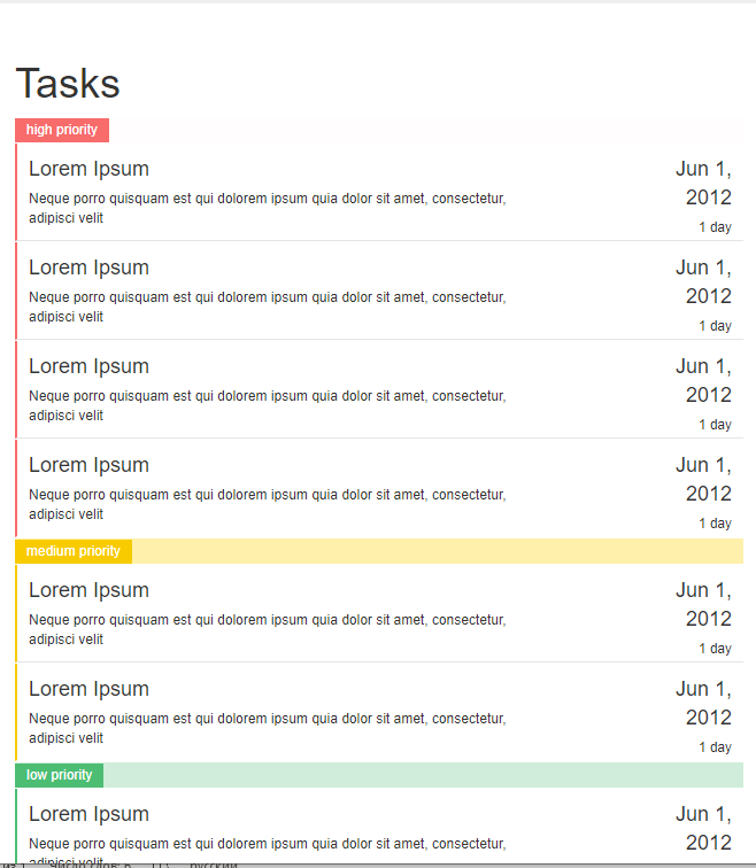 Tasks
high priority
Lorem Ipsum
Jun 1,
2012
Neque porro quisquam est qui dolorem ipsum quia dolor sit amet, consectetur,
adipisci velit
1 day
Lorem Ipsum
Jun 1,
2012
Neque porro quisquam est qui dolorem ipsum quia dolor sit amet, consectetur,
adipisci velit
1 day
Lorem Ipsum
Jun 1,
2012
Neque porro quisquam est qui dolorem ipsum quia dolor sit amet, consectetur,
adipisci velit
1 day
Lorem Ipsum
Jun 1,
2012
Neque porro quisquam est qui dolorem ipsum quia dolor sit amet, consectetur,
adipisci velit
1 day
medium priority
Lorem Ipsum
Jun 1,
2012
Neque porro quisquam est qui dolorem ipsum quia dolor sit amet, consectetur,
adipisci velit
1 day
Lorem Ipsum
Jun 1,
2012
Neque porro quisquam est qui dolorem ipsum quia dolor sit amet, consectetur,
adipisci velit
1 day
low priority
Lorem Ipsum
Jun 1,
2012
Neque porro quisquam est qui dolorem ipsum quia dolor sit amet, consectetur,
adipisci velit